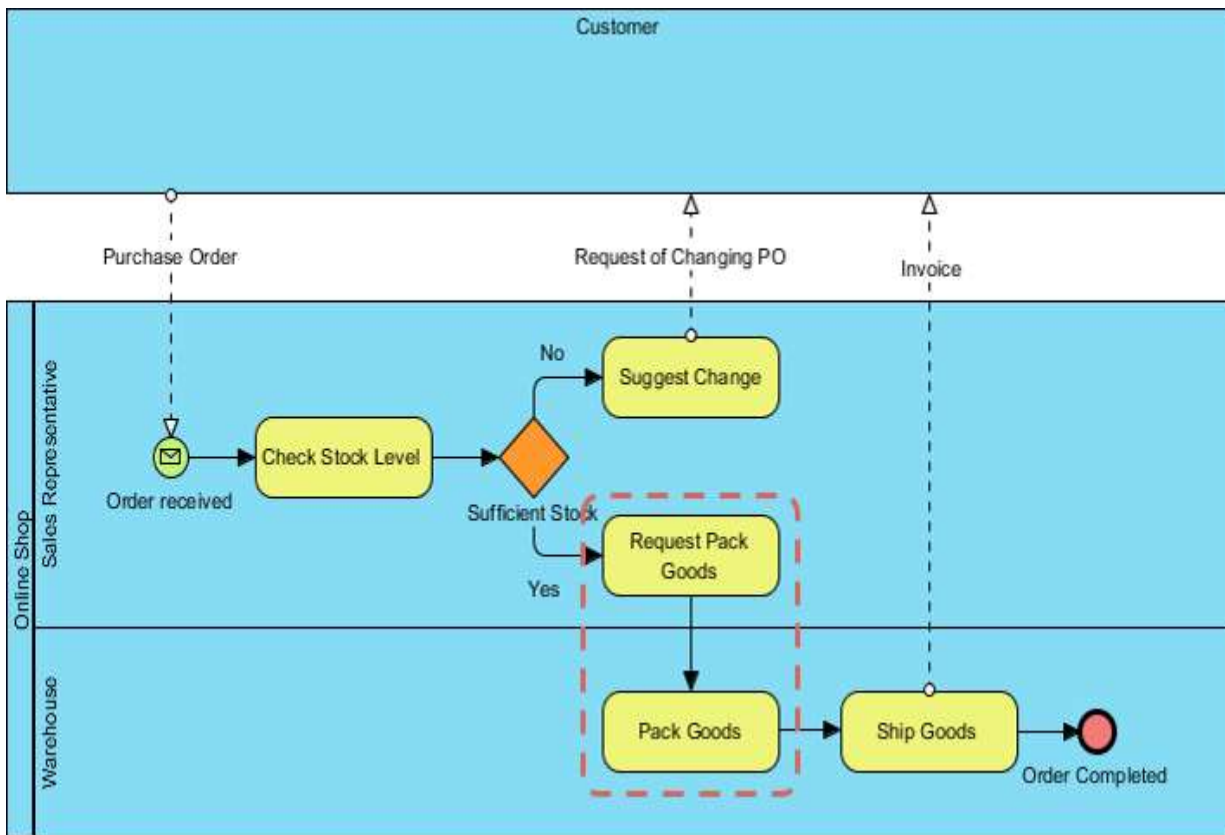 Customer
Purchase Order
Request of Changing PO
Invoice
Online Shop
Sales Representative
No
Suggest Change
Check Stock Level
Order received
Sufficient Stock
Request Pack
Goods
Yes
Warehouse
Pack Goods
Ship Goods
Order Completed